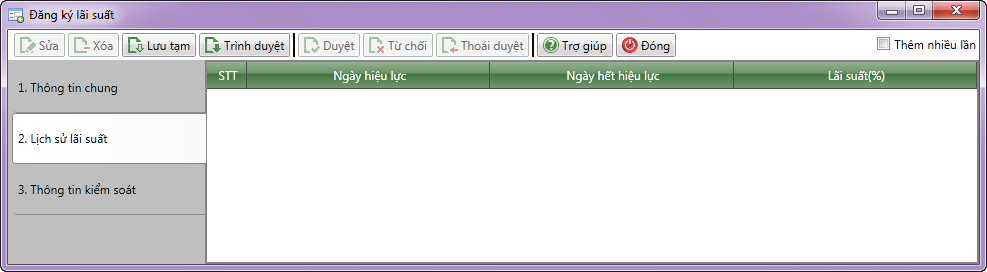 Đăng ký lãi suất
Sửa Xóa Lưu tạm Trình duyệt Duyệt Từ chối Thoái duyệt Trợ giúp Đóng Thêm nhiều lần
STT Ngày hiệu lực Ngày hết hiệu lực Lãi suất(%)
1. Thông tin chung
2. Lịch sử lãi suất
3. Thông tin kiểm soát